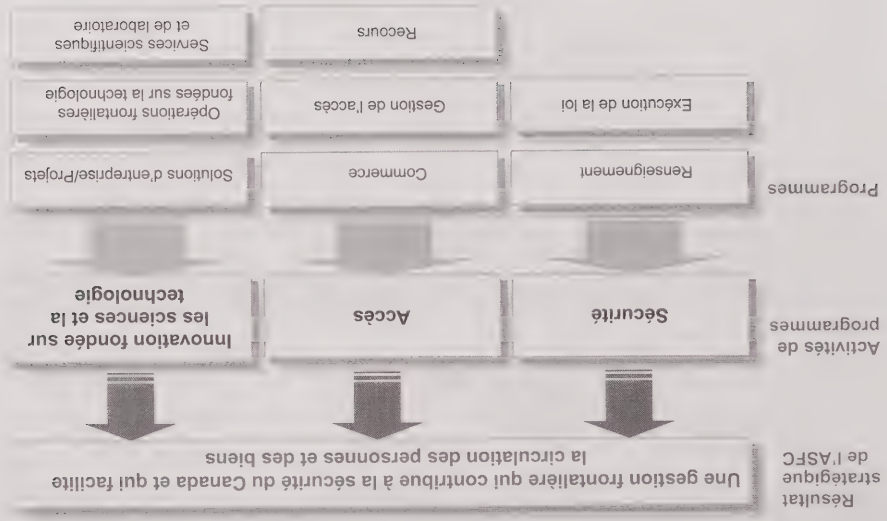 Résultat
stratégique
de l'ASFC
Une gestion frontalière qui contribue à la sécurité du Canada et qui facilite
la circulation des personnes et des biens
Activités de
programmes
Sécurité
Accès
Innovation fondée sur
les sciences et la
technologie
Programmes
Renseignement
Commerce
Solutions d'entreprise/Projets
Exécution de la loi
Gestion de l'accès
Opérations frontalières
fondées sur la technologie
Recours
Services scientifiques
et de laboratoire